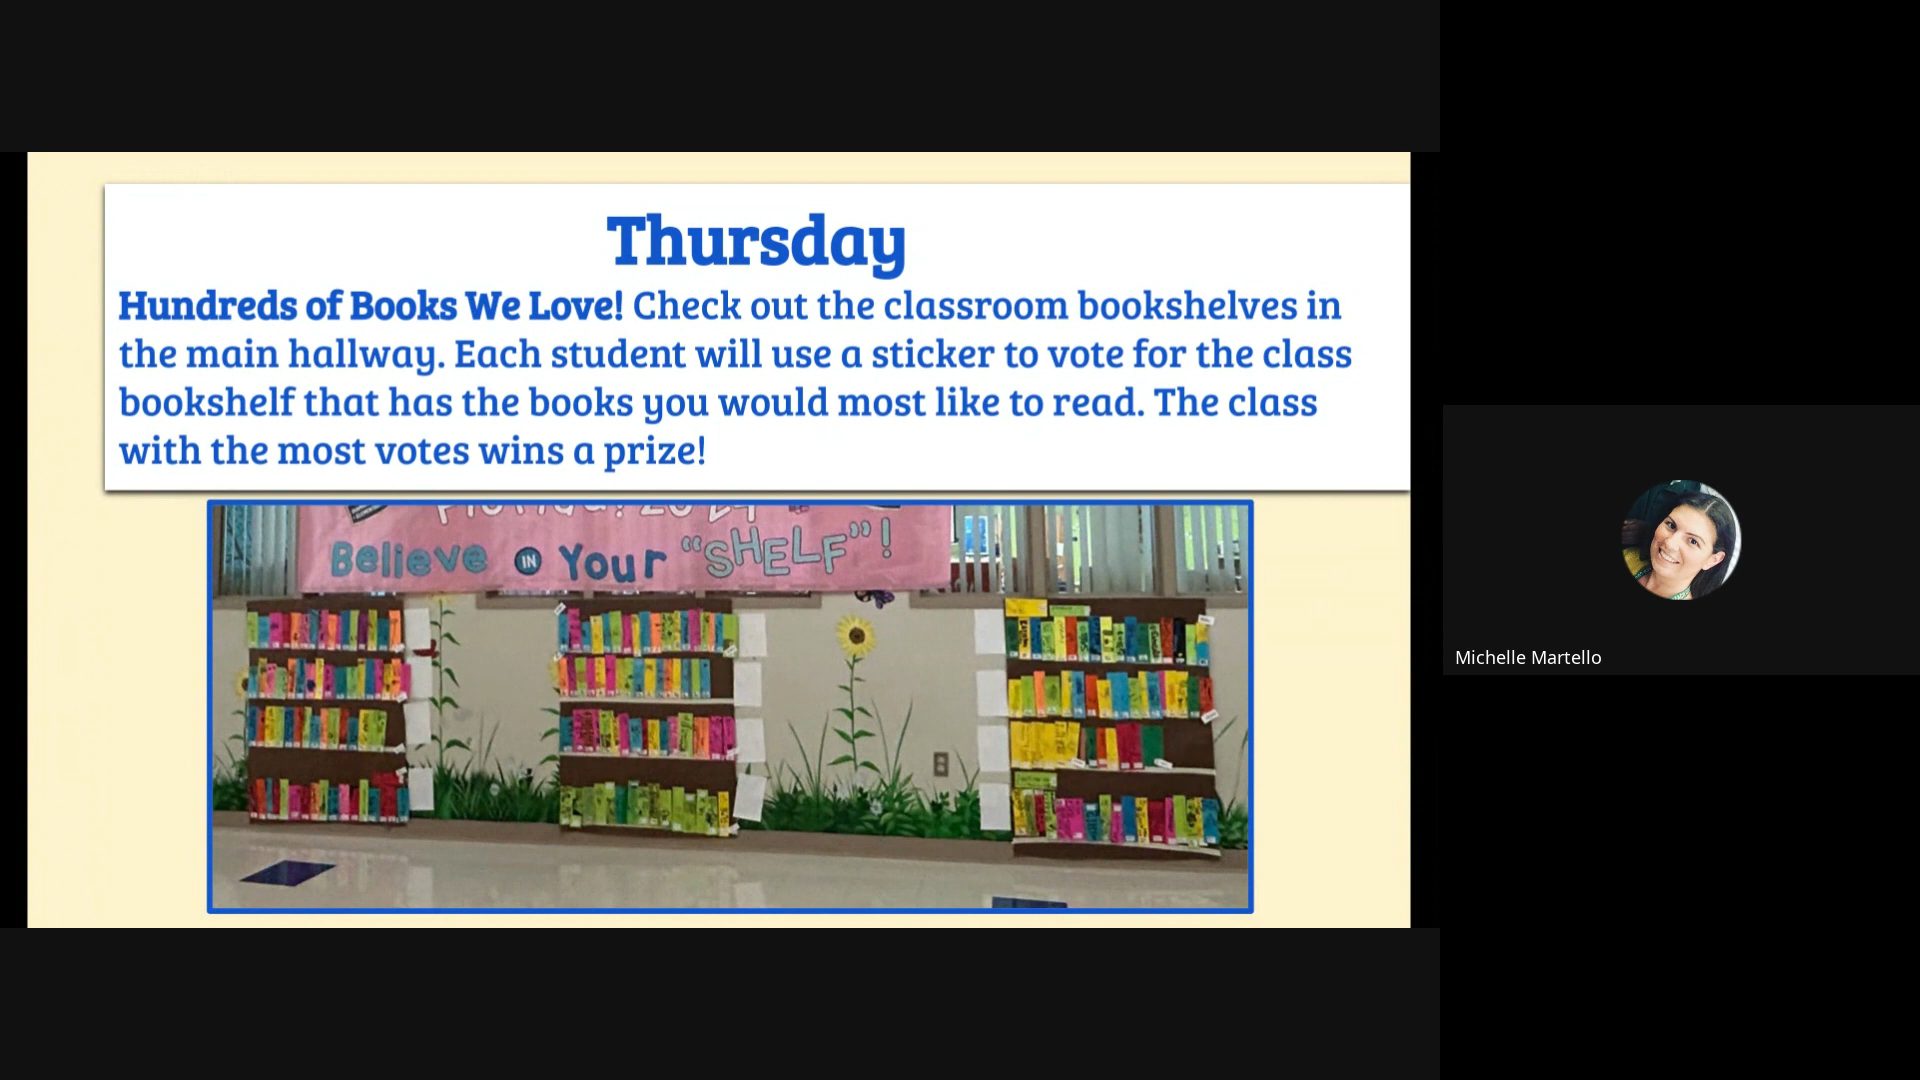 Thursday
Hundreds of Books We Love! Check out the classroom bookshelves in
the main hallway. Each student will use a sticker to vote for the class
bookshelf that has the books you would most like to read. The class
with the most votes wins a prize!
Believe IN Your “SHELF”!
Michelle Martello